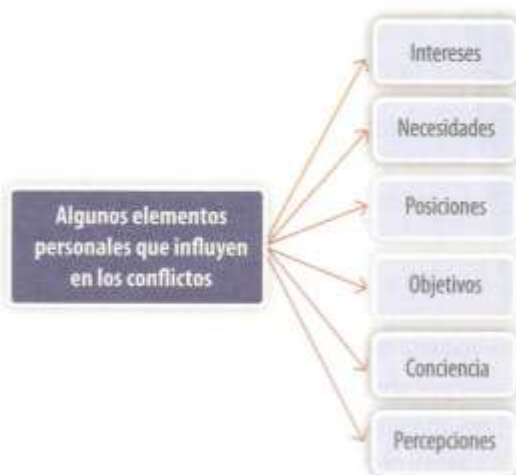 Algunos elementos
personales que influyen
en los conflictos
Intereses
Necesidades
Posiciones
Objetivos
Conciencia
Percepciones